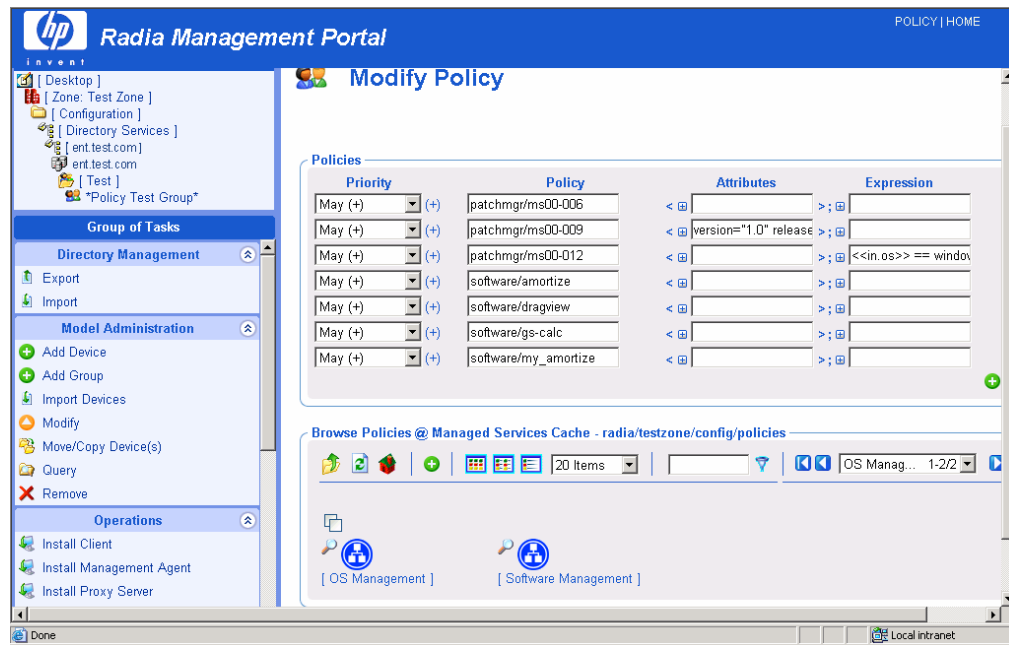 hp
invent
Radia Management Portal
POLICY | HOME
[ Desktop ]
[ Zone: Test Zone ]
[ Configuration ]
[ Directory Services ]
[ ent.test.com]
ent.test.com
[ Test ]
*Policy Test Group*
Group of Tasks
Directory Management
Export
Import
Model Administration
Add Device
Add Group
Import Devices
Modify
Move/Copy Device(s)
Query
Remove
Operations
Install Client
Install Management Agent
Install Proxy Server
Modify Policy
Policies
Priority Policy Attributes Expression
May (+) (+) patchmgr/ms00-006 < > ;
May (+) (+) patchmgr/ms00-009 < version="1.0" release > ;
May (+) (+) patchmgr/ms00-012 < > ; <<in.os>> == window
May (+) (+) software/amortize < > ;
May (+) (+) software/dragview < > ;
May (+) (+) software/gs-calc < > ;
May (+) (+) software/my_amortize < > ;
Browse Policies @ Managed Services Cache - radia/testzone/config/policies
20 Items OS Manag... 1-2/2
[ OS Management ] [ Software Management ]
Done Local intranet